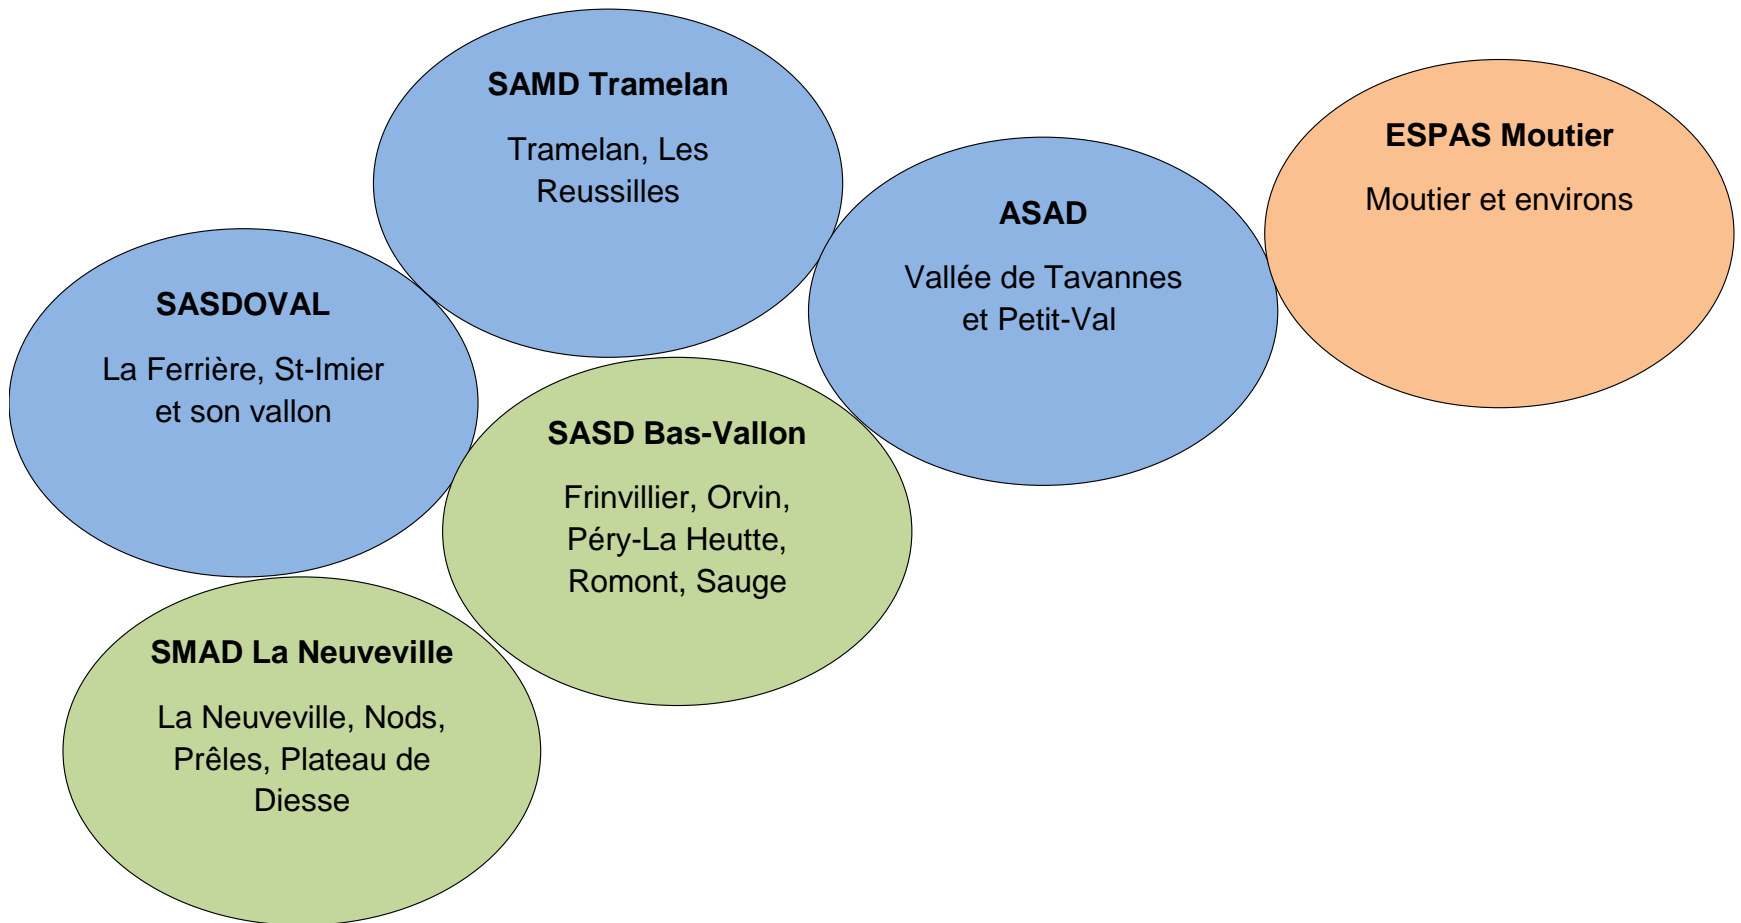 SAMD Tramelan
Tramelan, Les
Reussilles
ESPAS Moutier
Moutier et environs
ASAD
Vallée de Tavannes
et Petit-Val
SASDOVAL
La Ferrière, St-Imier
et son vallon
SASD Bas-Vallon
Frinvillier, Orvin,
Péry-La Heutte,
Romont, Sauge
SMAD La Neuveville
La Neuveville, Nods,
Prêles, Plateau de
Diesse